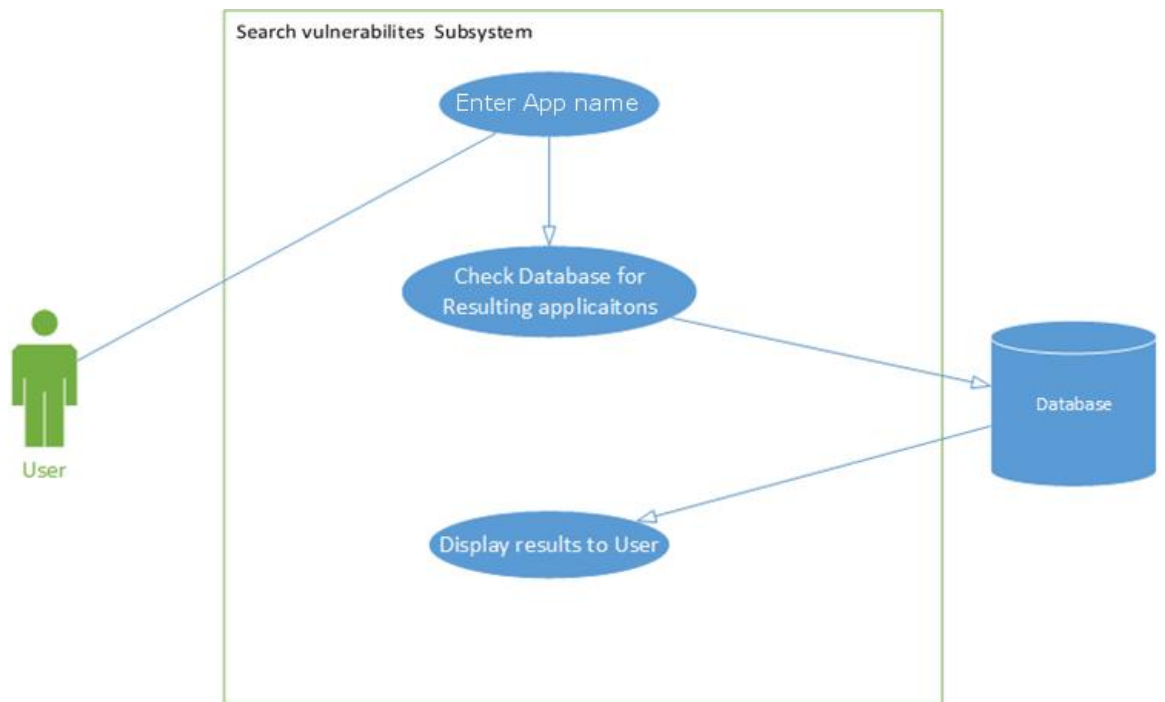 Search vulnerabilites Subsystem
Enter App name
Check Database for
Resulting applicaitons
Database
User
Display results to User